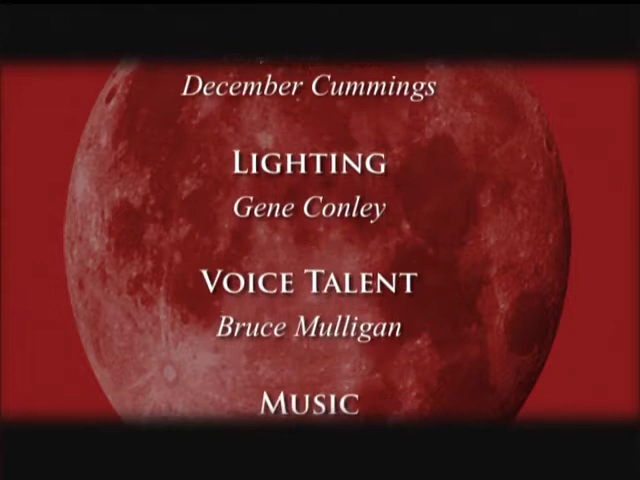 December Cummings
LIGHTING
Gene Conley
VOICE TALENT
Bruce Mulligan
MUSIC